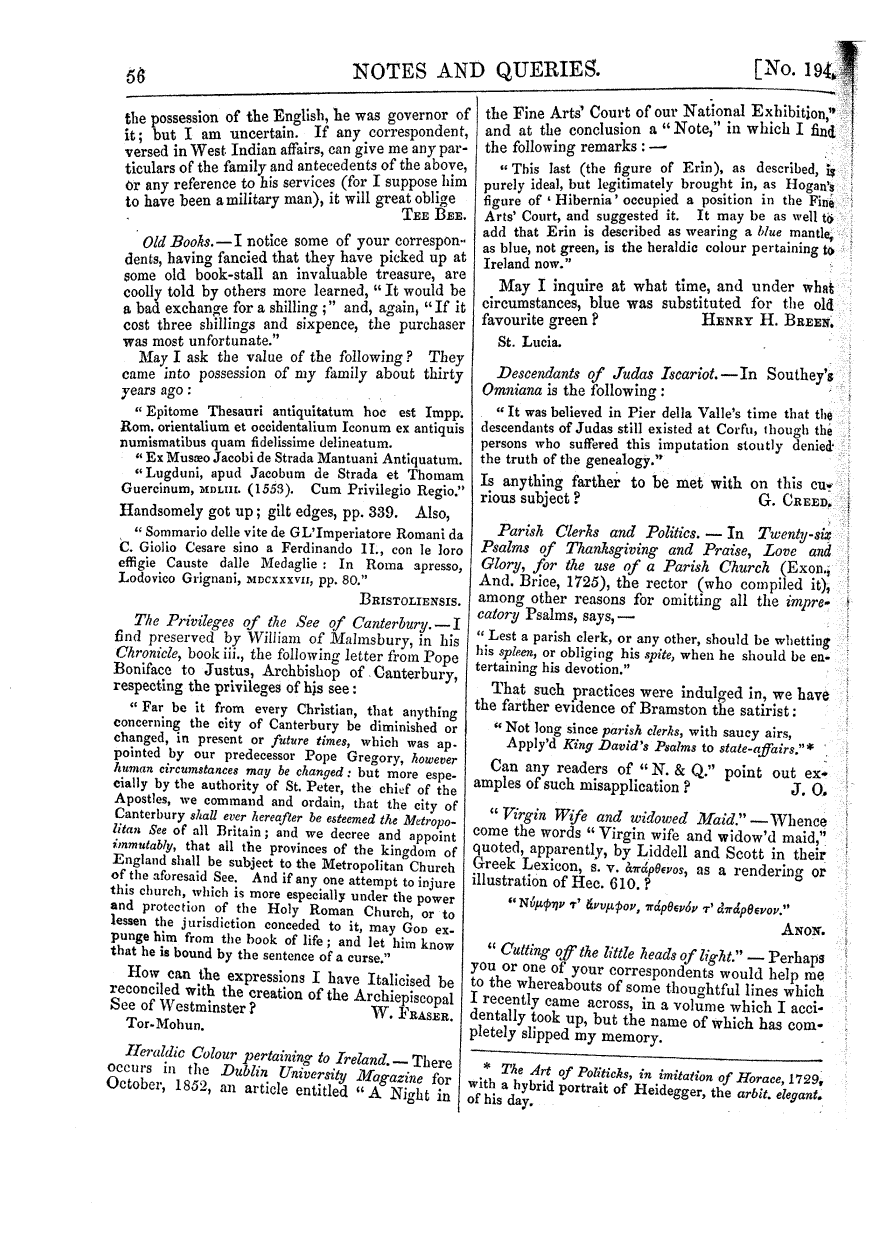 56
NOTES AND QUERIES.
[No. 194.
the possession of the English, he was governor of
it; but I am uncertain. If any correspondent,
versed in West Indian affairs, can give me any par-
ticulars of the family and antecedents of the above,
or any reference to his services (for I suppose him
to have been a military man), it will great oblige
TEE BEE.
Old Books.—I notice some of your correspon-
dents, having fancied that they have picked up at
some old book-stall an invaluable treasure, are
coolly told by others more learned, "It would be
a bad exchange for a shilling;" and, again, "If it
cost three shillings and sixpence, the purchaser
was most unfortunate."
May I ask the value of the following? They
came into possession of my family about thirty
years ago:
"Epitome Thesauri antiquitatum hoc est Impp.
Rom. orientalium et occidentalium Iconum ex antiquis
numismatibus quam fidelissime delineatum.
"Ex Musæo Jacobi de Strada Mantuani Antiquatum.
"Lugduni, apud Jacobum de Strada et Thomam
Guercinum, MDLIII. (1553). Cum Privilegio Regio."
Handsomely got up; gilt edges, pp. 339. Also,
"Sommario delle vite de GL'Imperatore Romani da
C. Giolio Cesare sino a Ferdinando II., con le loro
effigie Causte dalle Medaglie: In Roma apresso,
Lodovico Grignani, MDCXXXVII, pp. 80."
BRISTOLIENSIS.
The Privileges of the See of Canterbury.—I
find preserved by William of Malmsbury, in his
Chronicle, book iii., the following letter from Pope
Boniface to Justus, Archbishop of Canterbury,
respecting the privileges of his see:
"Far be it from every Christian, that anything
concerning the city of Canterbury be diminished or
changed, in present or future times, which was ap-
pointed by our predecessor Pope Gregory, however
human circumstances may be changed: but more espe-
cially by the authority of St. Peter, the chief of the
Apostles, we command and ordain, that the city of
Canterbury shall ever hereafter be esteemed the Metropo-
litan See of all Britain; and we decree and appoint
immutably, that all the provinces of the kingdom of
England shall be subject to the Metropolitan Church
of the aforesaid See. And if any one attempt to injure
this church, which is more especially under the power
and protection of the Holy Roman Church, or to
lessen the jurisdiction conceded to it, may GOD ex-
punge him from the book of life; and let him know
that he is bound by the sentence of a curse."
How can the expressions I have Italicised be
reconciled with the creation of the Archiepiscopal
See of Westminster? W. FRASER.
Tor-Mohun.
Heraldic Colour pertaining to Ireland.—There
occurs in the Dublin University Magazine for
October, 1852, an article entitled "A Night in
the Fine Arts' Court of our National Exhibition,"
and at the conclusion a "Note," in which I find
the following remarks:—
"This last (the figure of Erin), as described, is
purely ideal, but legitimately brought in, as Hogan's
figure of 'Hibernia' occupied a position in the Fine
Arts' Court, and suggested it. It may be as well to
add that Erin is described as wearing a blue mantle,
as blue, not green, is the heraldic colour pertaining to
Ireland now."
May I inquire at what time, and under what
circumstances, blue was substituted for the old
favourite green? HENRY H. BREEN.
St. Lucia.
Descendants of Judas Iscariot.—In Southey's
Omniana is the following:
"It was believed in Pier della Valle's time that the
descendants of Judas still existed at Corfu, though the
persons who suffered this imputation stoutly denied
the truth of the genealogy."
Is anything farther to be met with on this cu-
rious subject? G. CREED.
Parish Clerks and Politics.—In Twenty-six
Psalms of Thanksgiving and Praise, Love and
Glory, for the use of a Parish Church (Exon.,
And. Brice, 1725), the rector (who compiled it),
among other reasons for omitting all the impre-
catory Psalms, says,—
"Lest a parish clerk, or any other, should be whetting
his spleen, or obliging his spite, when he should be en-
tertaining his devotion."
That such practices were indulged in, we have
the farther evidence of Bramston the satirist:
"Not long since parish clerks, with saucy airs,
Apply'd King David's Psalms to state-affairs."*
Can any readers of "N. & Q." point out ex-
amples of such misapplication? J. O.
"Virgin Wife and widowed Maid."—Whence
come the words "Virgin wife and widow'd maid,"
quoted, apparently, by Liddell and Scott in their
Greek Lexicon, s. v. ἀπάρθενος, as a rendering or
illustration of Hec. 610.?
"Νύμφην τ' ἄνυμφον, πάρθενόν τ' ἀπάρθενον."
ANON.
"Cutting off the little heads of light."—Perhaps
you or one of your correspondents would help me
to the whereabouts of some thoughtful lines which
I recently came across, in a volume which I acci-
dentally took up, but the name of which has com-
pletely slipped my memory.
* The Art of Politicks, in imitation of Horace, 1729,
with a hybrid portrait of Heidegger, the arbit. elegant.
of his day.